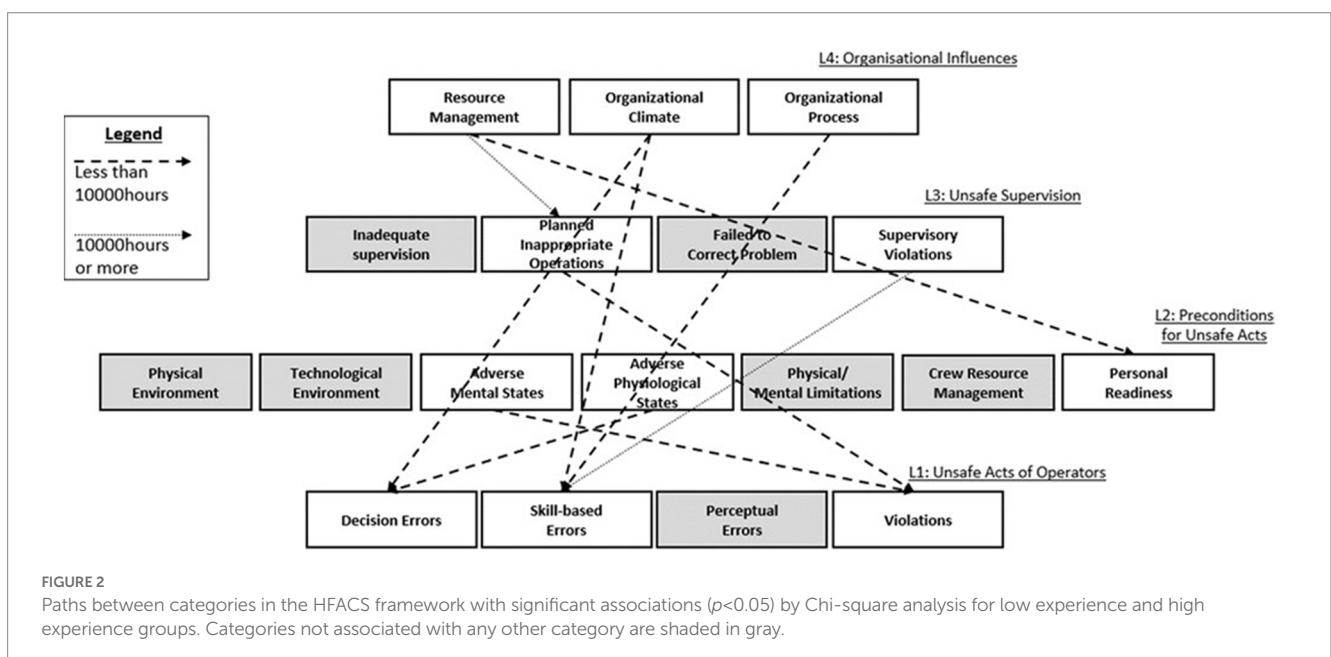 L4: Organisational Influences
Resource
Management
Organizational
Climate
Organizational
Process
Legend
Less than
10000hours
10000hours
or more
L3: Unsafe Supervision
Inadequate
supervision
Planned
Inappropriate
Operations
Failed to
Correct Problem
Supervisory
Violations
L2: Preconditions
for Unsafe Acts
Physical
Environment
Technological
Environment
Adverse
Mental States
Adverse
Physiological
States
Physical/
Mental Limitations
Crew Resource
Management
Personal
Readiness
L1: Unsafe Acts of Operators
Decision Errors
Skill-based
Errors
Perceptual
Errors
Violations
FIGURE 2
Paths between categories in the HFACS framework with significant associations (p<0.05) by Chi-square analysis for low experience and high
experience groups. Categories not associated with any other category are shaded in gray.